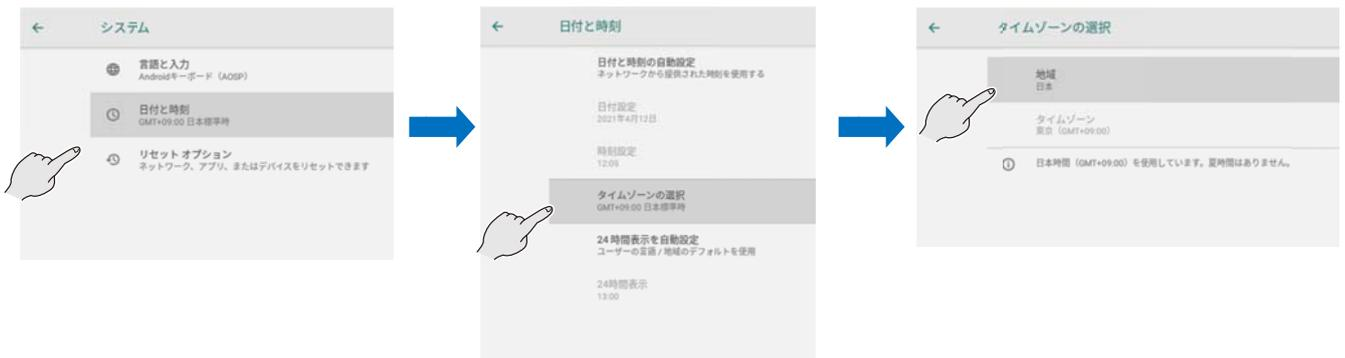 システム
言語と入力
Androidキーボード（AOSP）
日付と時刻
GMT+09:00 日本標準時
リセット オプション
ネットワーク、アプリ、またはデバイスをリセットできます
日付と時刻
日付と時刻の自動設定
ネットワークから提供された時刻を使用する
日付設定
2021年4月12日
時刻設定
12:05
タイムゾーンの選択
GMT+09:00 日本標準時
24 時間表示を自動設定
ユーザーの言語 / 地域のデフォルトを使用
24時間表示
13:00
タイムゾーンの選択
地域
日本
タイムゾーン
東京（GMT+09:00）
日本時間（GMT+09:00）を使用しています。夏時間はありません。